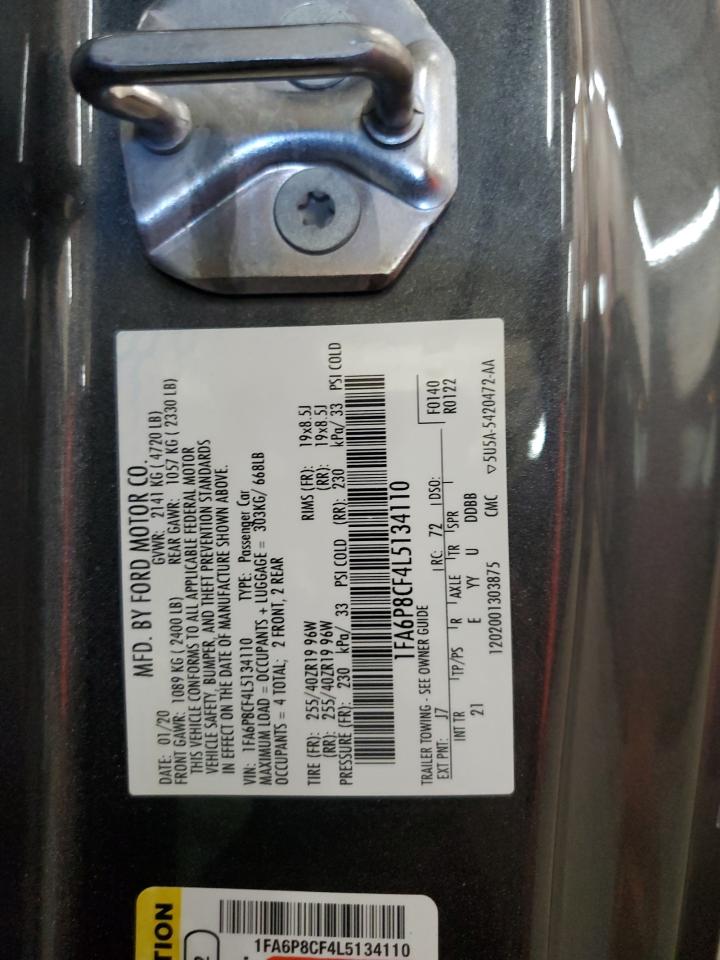 MFD. BY FORD MOTOR CO.
DATE: 01/20 GVWR: 2141 KG ( 4720 LB)
FRONT GAWR: 1089 KG ( 2400 LB) REAR GAWR: 1057 KG ( 2330 LB)
THIS VEHICLE CONFORMS TO ALL APPLICABLE FEDERAL MOTOR
VEHICLE SAFETY, BUMPER, AND THEFT PREVENTION STANDARDS
IN EFFECT ON THE DATE OF MANUFACTURE SHOWN ABOVE.
VIN: 1FA6P8CF4L5134110 TYPE: Passenger Car
MAXIMUM LOAD = OCCUPANTS + LUGGAGE = 303KG/ 668LB
OCCUPANTS = 4 TOTAL; 2 FRONT, 2 REAR
TIRE (FR): 255/40ZR19 96W RIMS (FR): 19x8.5J
(RR): 255/40ZR19 96W (RR): 19x8.5J
PRESSURE (FR): 230 kPa/ 33 PSI COLD (RR): 230 kPa/ 33 PSI COLD
1FA6P8CF4L5134110
TRAILER TOWING - SEE OWNER GUIDE
F0140
R0122
EXT PNT: J7 RC: 72 DSO:
INT TR TP/PS R AXLE TR SPR
21 E YY U DDBB
1202001303875 CMC ▽5U5A-5420472-AA
TION
1FA6P8CF4L5134110